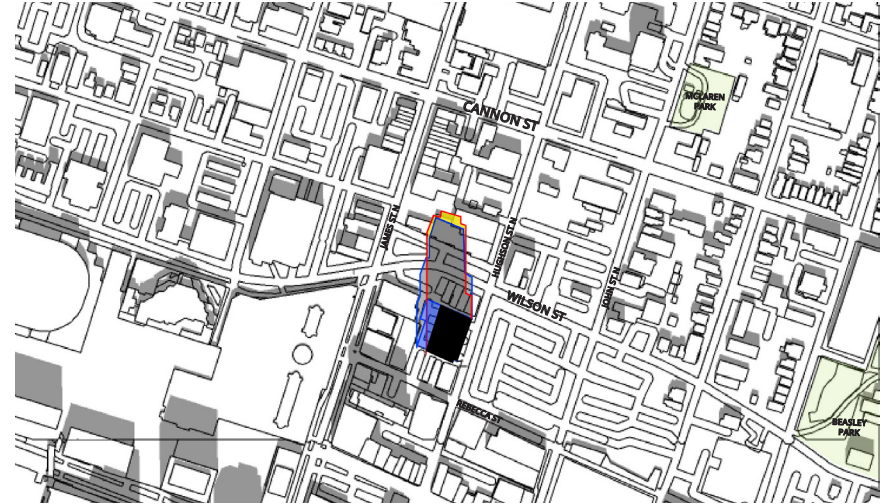 CANNON ST
MCLAREN
PARK
JAMES ST N
HUGHSON ST N
JOHN ST N
WILSON ST
REBECCA ST
BEASLEY
PARK